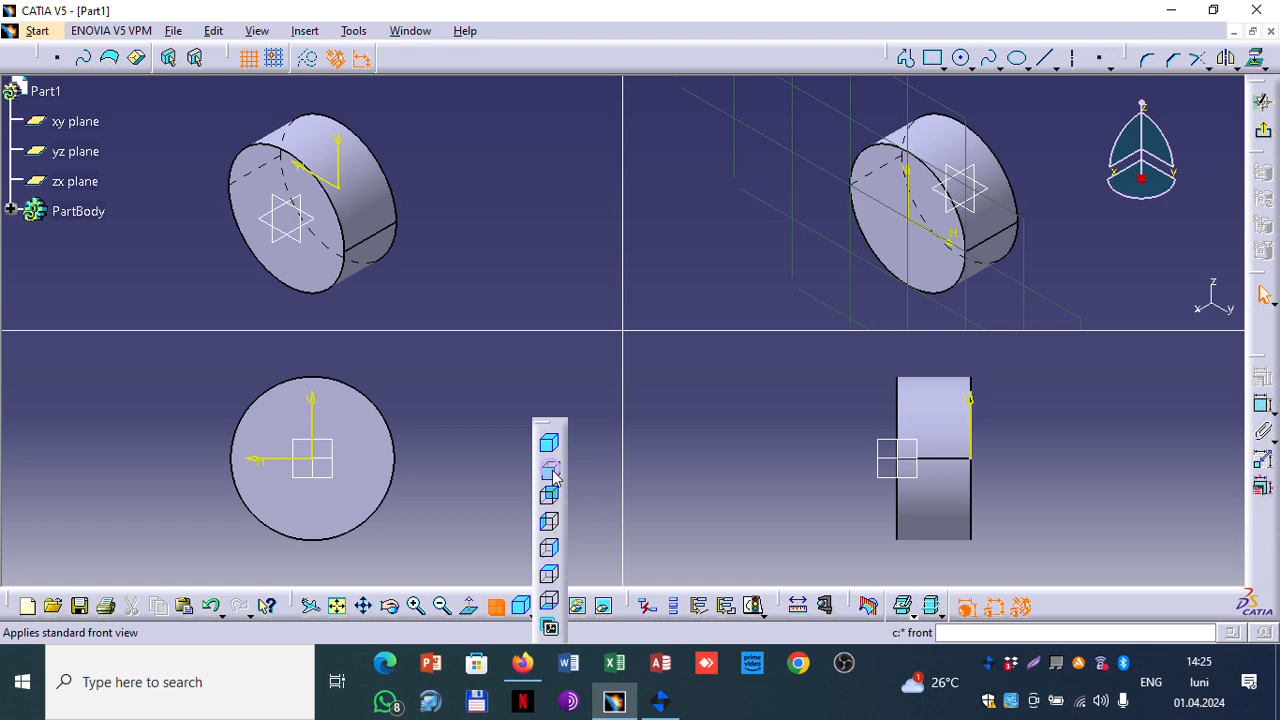 CATIA V5 - [Part1]
Start ENOVIA V5 VPM File Edit View Insert Tools Window Help
Part1
xy plane
yz plane
zx plane
PartBody
V
H
V
H
z
x
y
z
x
y
V
H
V
CATIA
Applies standard front view
c:* front
Type here to search
8
1
26°C
ENG
14:25
luni
01.04.2024